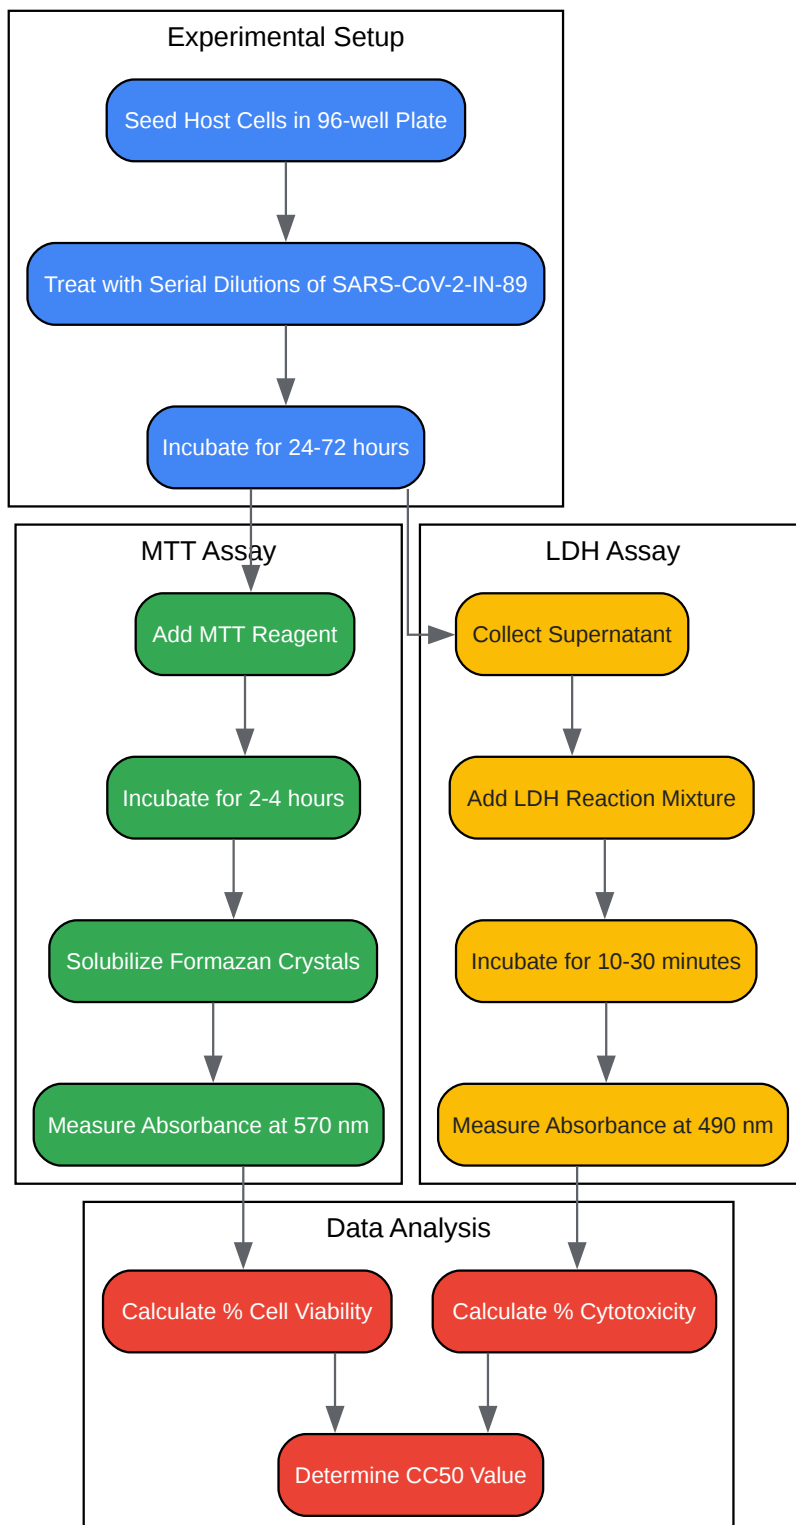 Experimental Setup
Seed Host Cells in 96-well Plate
Treat with Serial Dilutions of SARS-CoV-2-IN-89
Incubate for 24-72 hours
MTT Assay
Add MTT Reagent
Incubate for 2-4 hours
Solubilize Formazan Crystals
Measure Absorbance at 570 nm
LDH Assay
Collect Supernatant
Add LDH Reaction Mixture
Incubate for 10-30 minutes
Measure Absorbance at 490 nm
Data Analysis
Calculate % Cell Viability
Calculate % Cytotoxicity
Determine CC50 Value